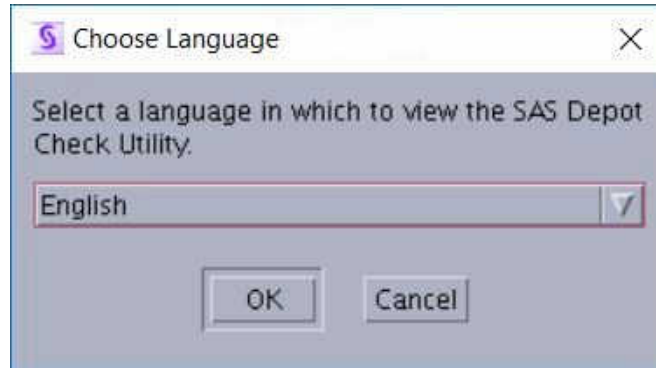 Choose Language
Select a language in which to view the SAS Depot
Check Utility.
English
OK
Cancel